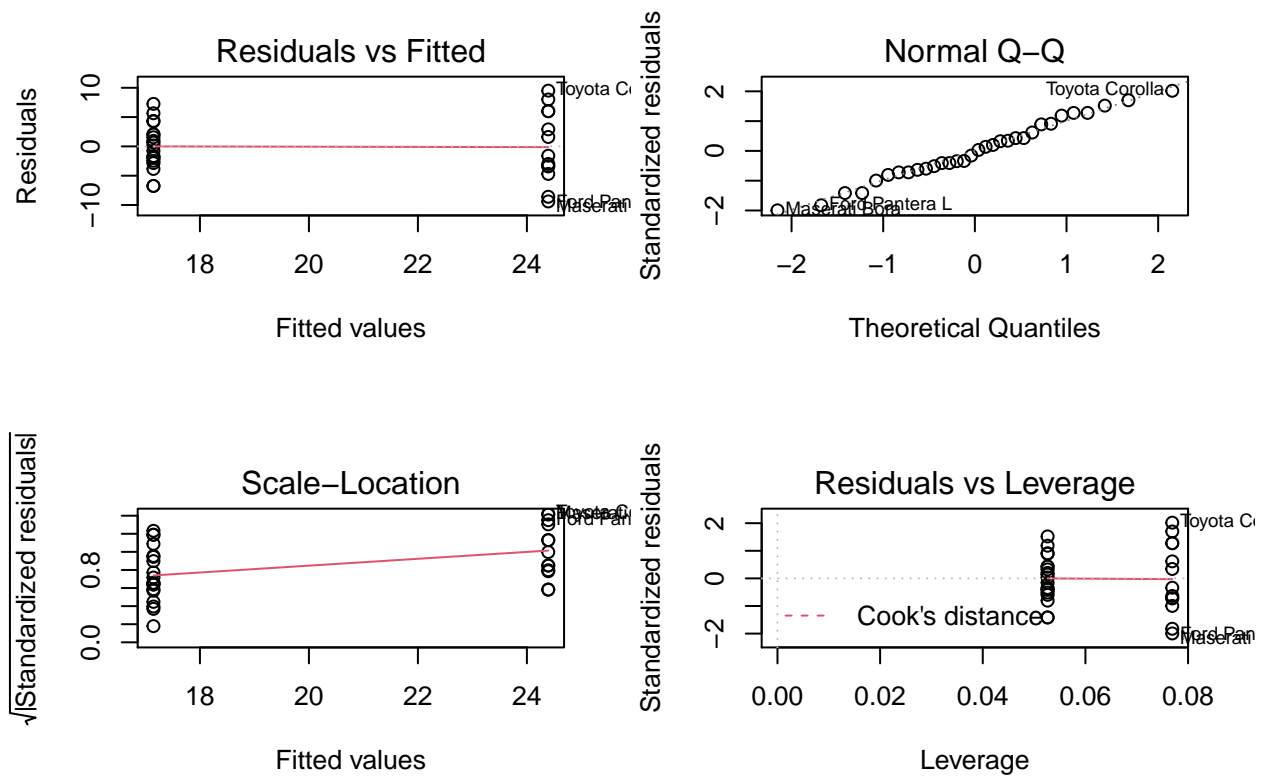 Residuals vs Fitted
Residuals
10
0
−10
Toyota Co
Ford Pan
Maserati
18 20 22 24
Fitted values
Normal Q−Q
Standardized residuals
2
0
−2
Toyota Corolla
Ford Pantera L
Maserati Bora
−2 −1 0 1 2
Theoretical Quantiles
Scale−Location
√|Standardized residuals|
0.8
0.0
Toyota C
Maserati
Ford Pan
18 20 22 24
Fitted values
Residuals vs Leverage
Standardized residuals
2
0
−2
Toyota Co
Ford Pan
Maserati
Cook's distance
0.00 0.02 0.04 0.06 0.08
Leverage